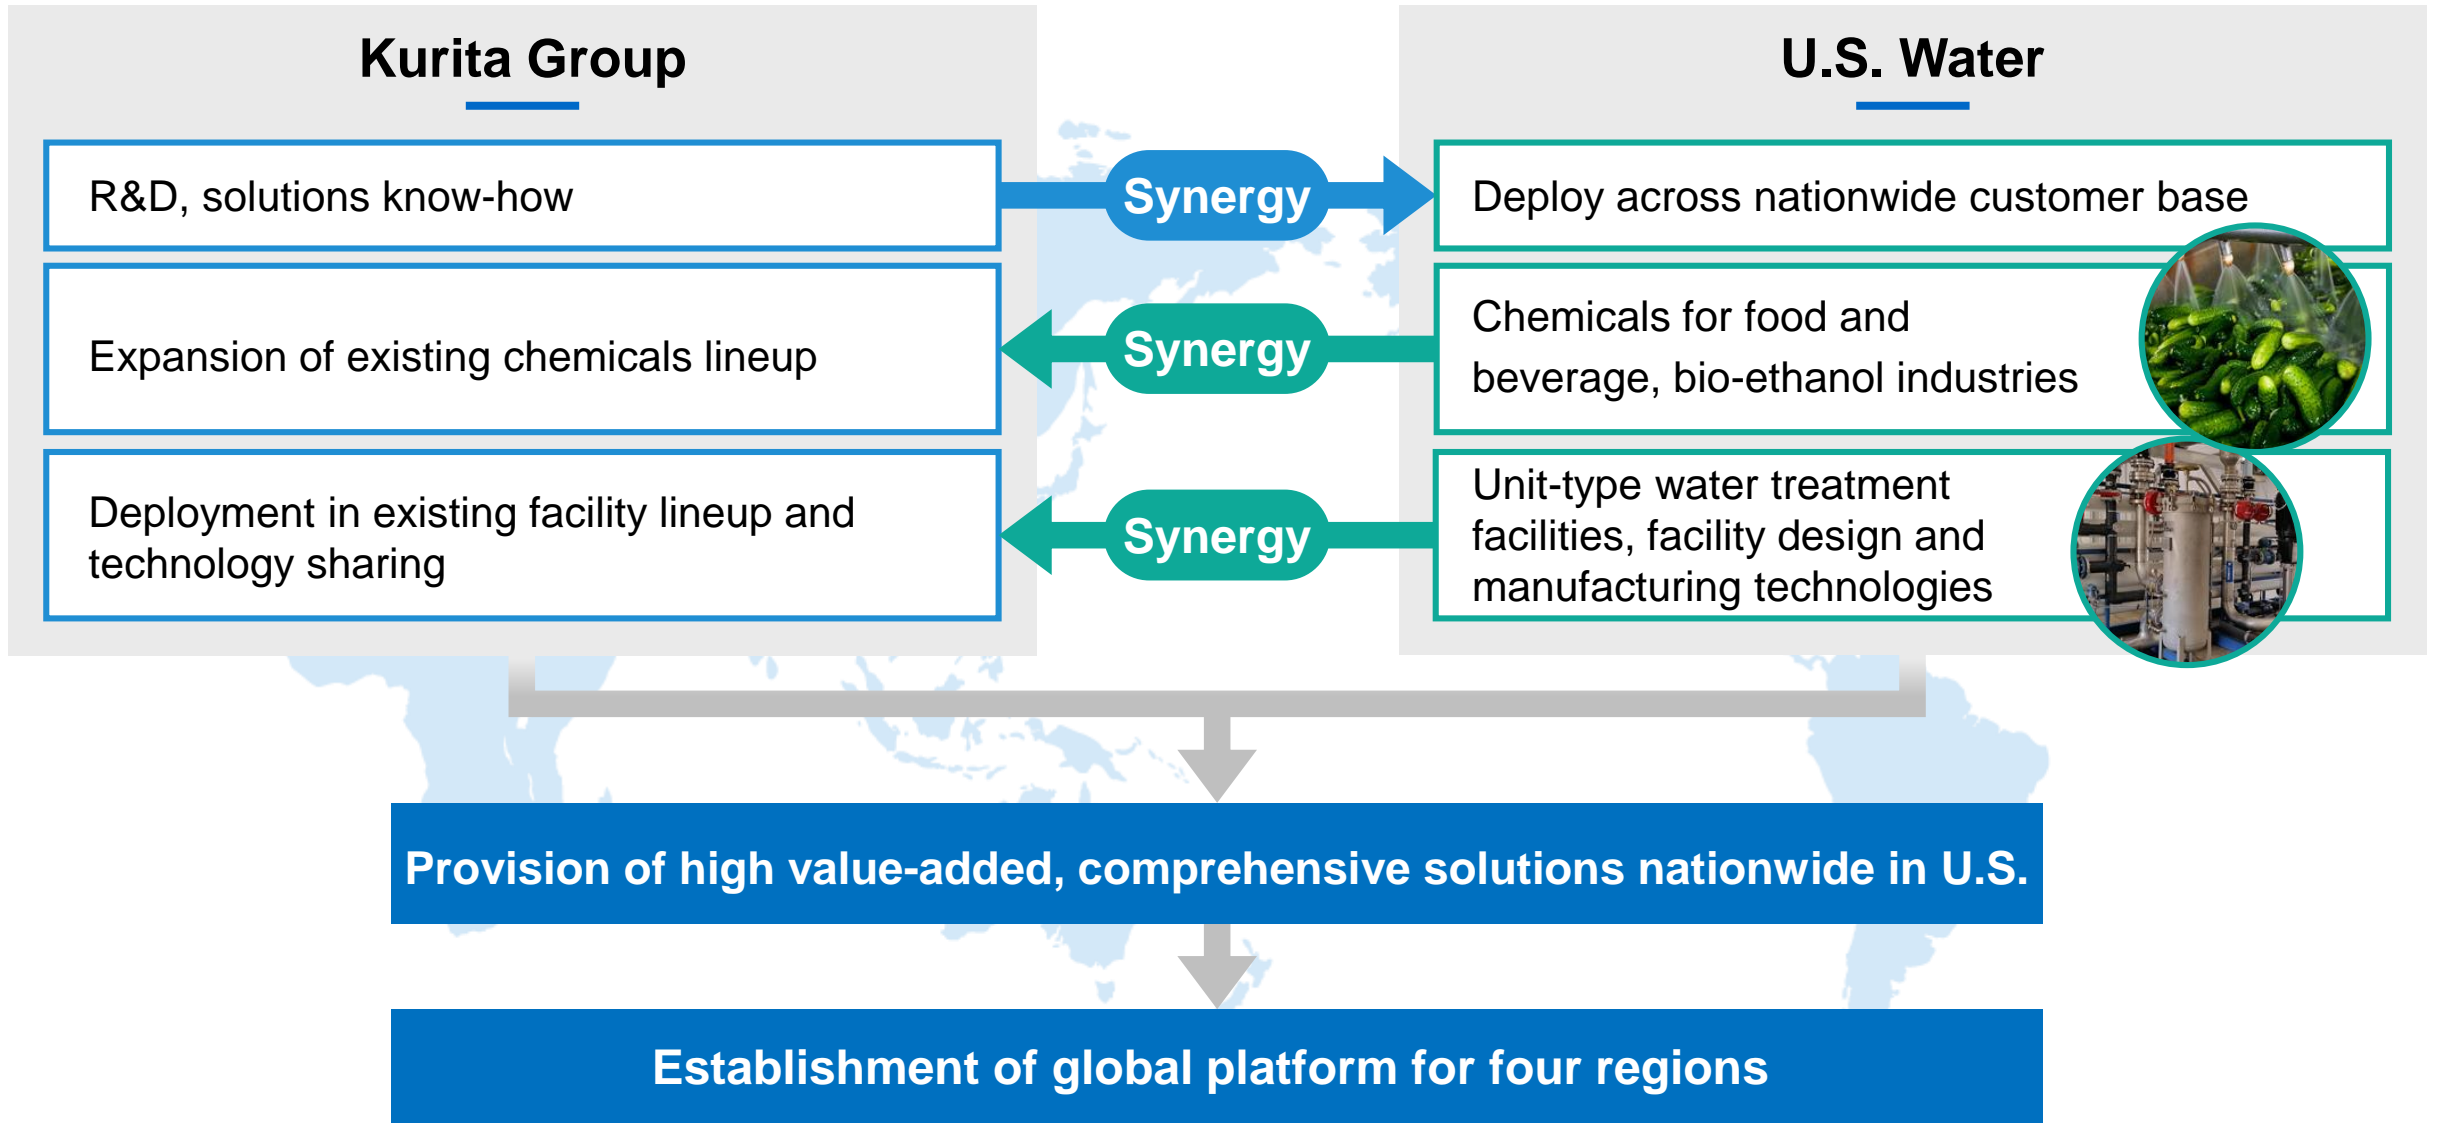 Kurita Group
U.S. Water
R&D, solutions know-how
Synergy
Deploy across nationwide customer base
Expansion of existing chemicals lineup
Synergy
Chemicals for food and
beverage, bio-ethanol industries
Deployment in existing facility lineup and
technology sharing
Synergy
Unit-type water treatment
facilities, facility design and
manufacturing technologies
Provision of high value-added, comprehensive solutions nationwide in U.S.
Establishment of global platform for four regions